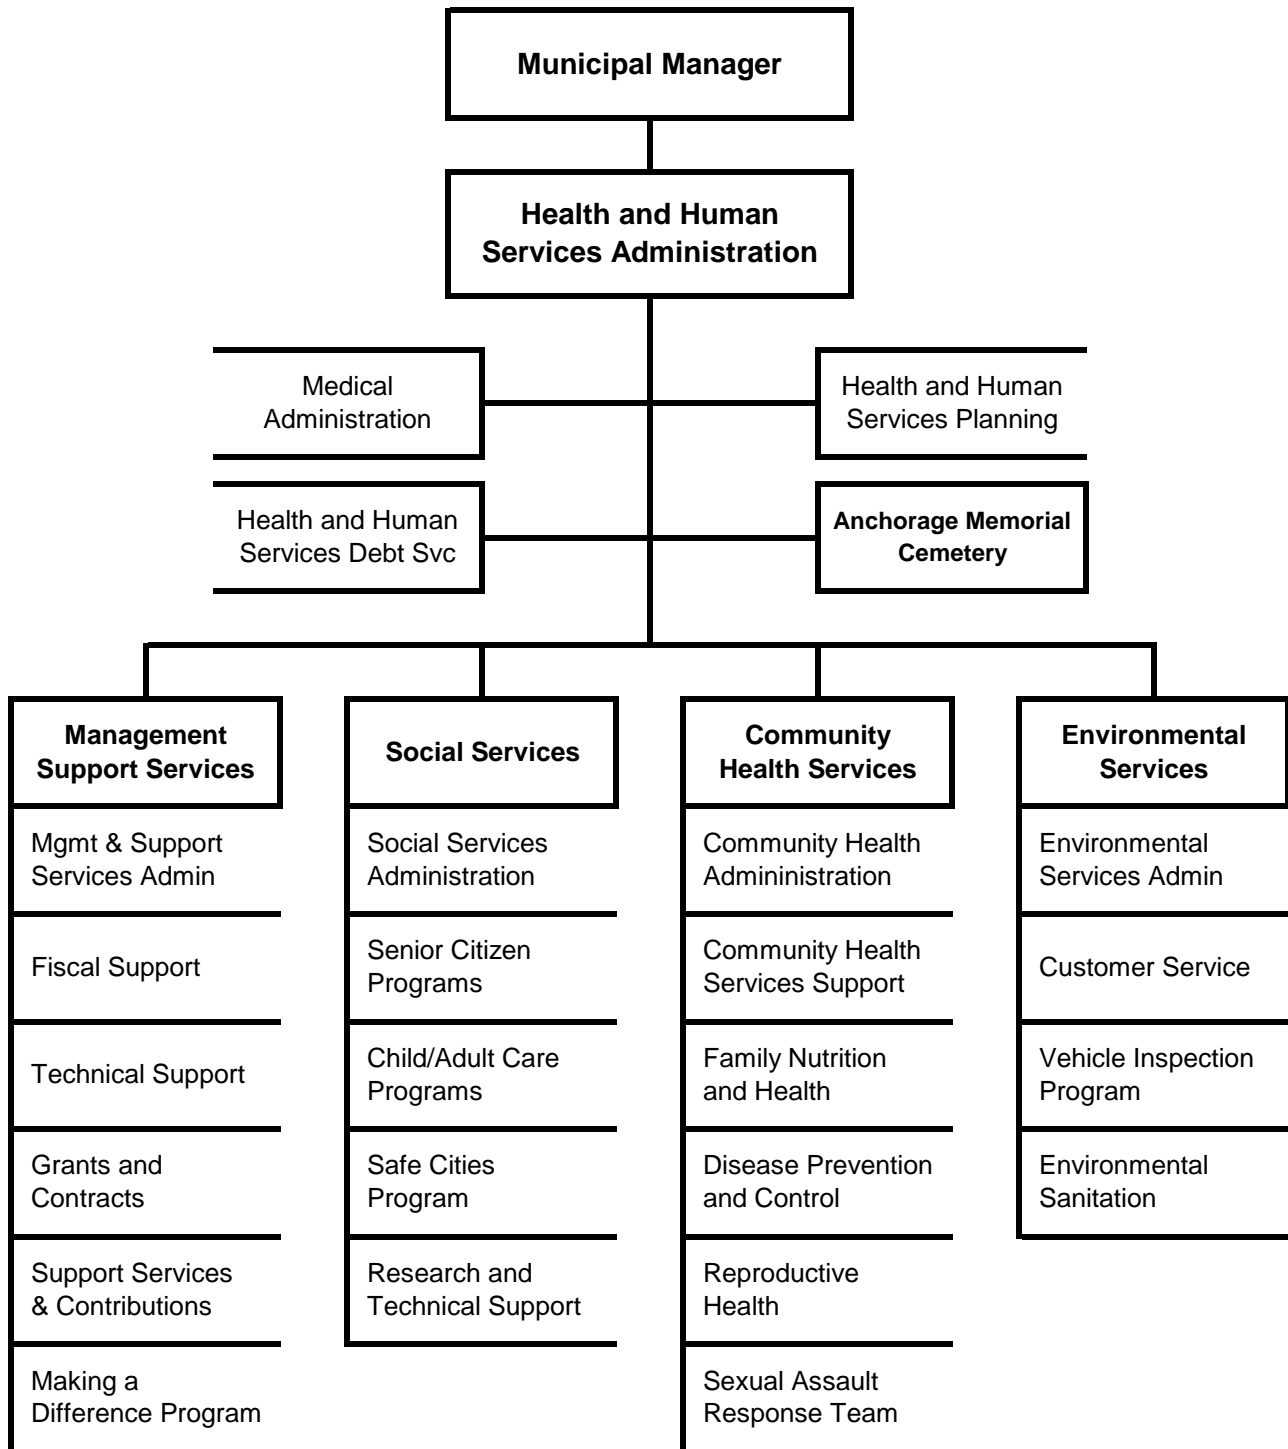 Municipal Manager
Health and Human
Services Administration
Medical
Administration
Health and Human
Services Planning
Health and Human
Services Debt Svc
Anchorage Memorial
Cemetery
Management
Support Services
Mgmt & Support
Services Admin
Fiscal Support
Technical Support
Grants and
Contracts
Support Services
& Contributions
Making a
Difference Program
Social Services
Social Services
Administration
Senior Citizen
Programs
Child/Adult Care
Programs
Safe Cities
Program
Research and
Technical Support
Community
Health Services
Community Health
Admininistration
Community Health
Services Support
Family Nutrition
and Health
Disease Prevention
and Control
Reproductive
Health
Sexual Assault
Response Team
Environmental
Services
Environmental
Services Admin
Customer Service
Vehicle Inspection
Program
Environmental
Sanitation